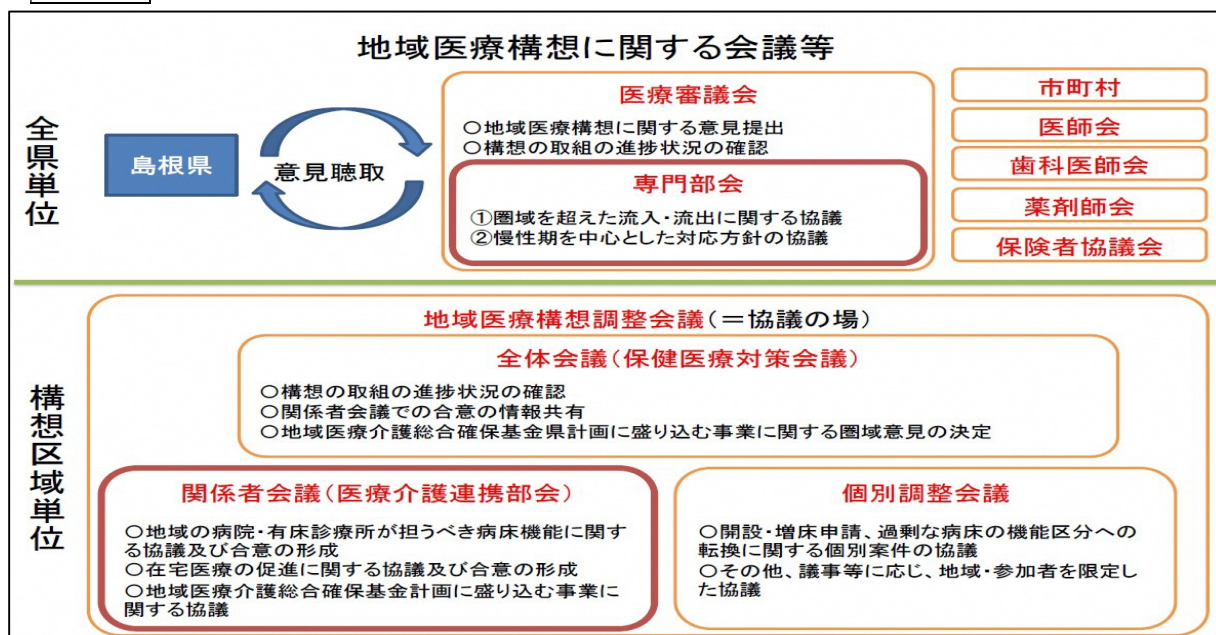 地域医療構想に関する会議等
全県単位
島根県
意見聴取
医療審議会
○地域医療構想に関する意見提出
○構想の取組の進捗状況の確認
専門部会
①圏域を超えた流入・流出に関する協議
②慢性期を中心とした対応方針の協議
市町村
医師会
歯科医師会
薬剤師会
保険者協議会
構想区域単位
地域医療構想調整会議(＝協議の場)
全体会議(保健医療対策会議)
○構想の取組の進捗状況の確認
○関係者会議での合意の情報共有
○地域医療介護総合確保基金県計画に盛り込む事業に関する圏域意見の決定
関係者会議(医療介護連携部会)
○地域の病院・有床診療所が担うべき病床機能に関す
る協議及び合意の形成
○在宅医療の促進に関する協議及び合意の形成
○地域医療介護総合確保基金計画に盛り込む事業に
関する協議
個別調整会議
○開設・増床申請、過剰な病床の機能区分への
転換に関する個別案件の協議
○その他、議事等に応じ、地域・参加者を限定し
た協議